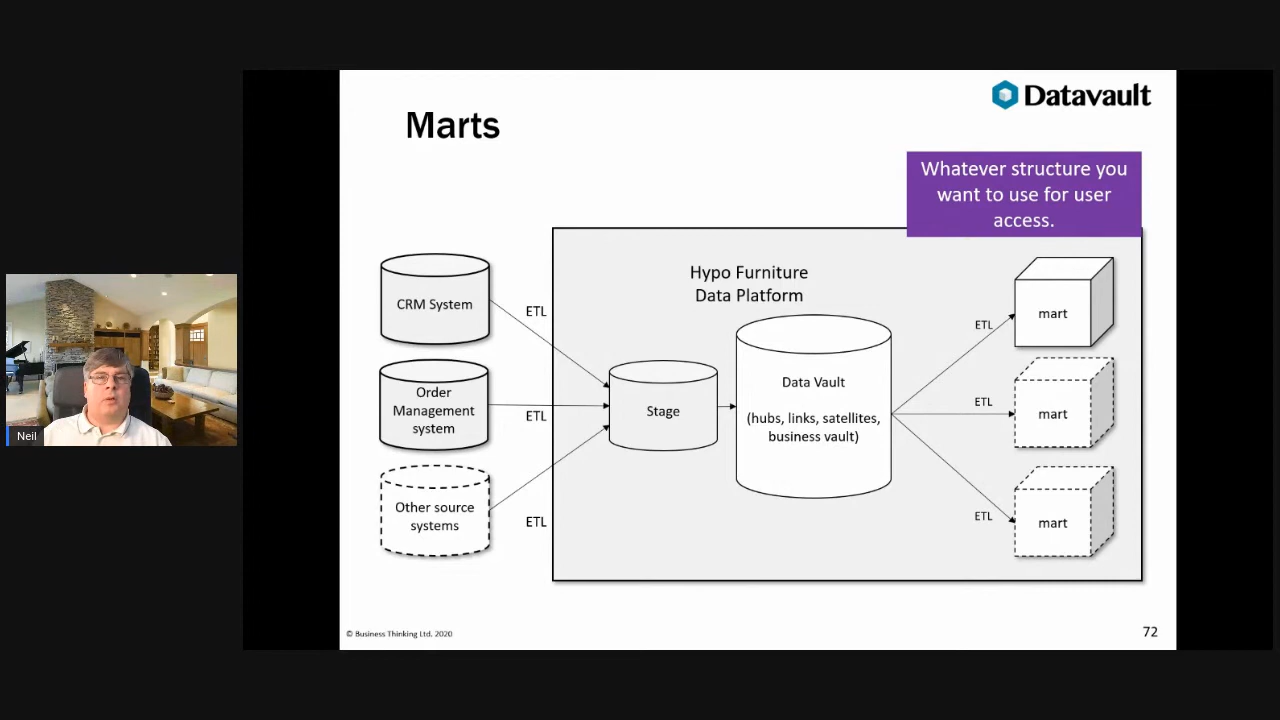 Datavault
Marts
Whatever structure you
want to use for user
access.
Hypo Furniture
Data Platform
CRM System
ETL
Order
Management
system
ETL
Other source
systems
ETL
Stage
Data Vault
(hubs, links, satellites,
business vault)
ETL
mart
ETL
mart
ETL
mart
Neil
© Business Thinking Ltd. 2020
72